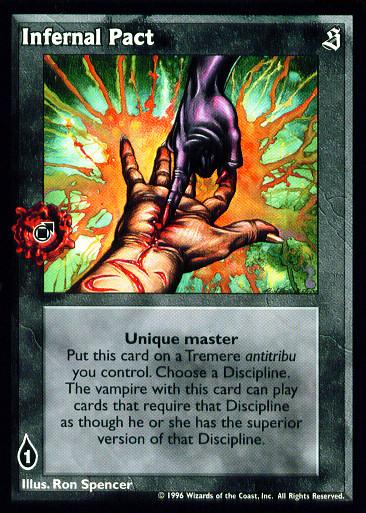 Infernal Pact
Unique master
Put this card on a Tremere antitribu
you control. Choose a Discipline.
The vampire with this card can play
cards that require that Discipline
as though he or she has the superior
version of that Discipline.
1
Illus. Ron Spencer
© 1996 Wizards of the Coast, Inc. All Rights Reserved.